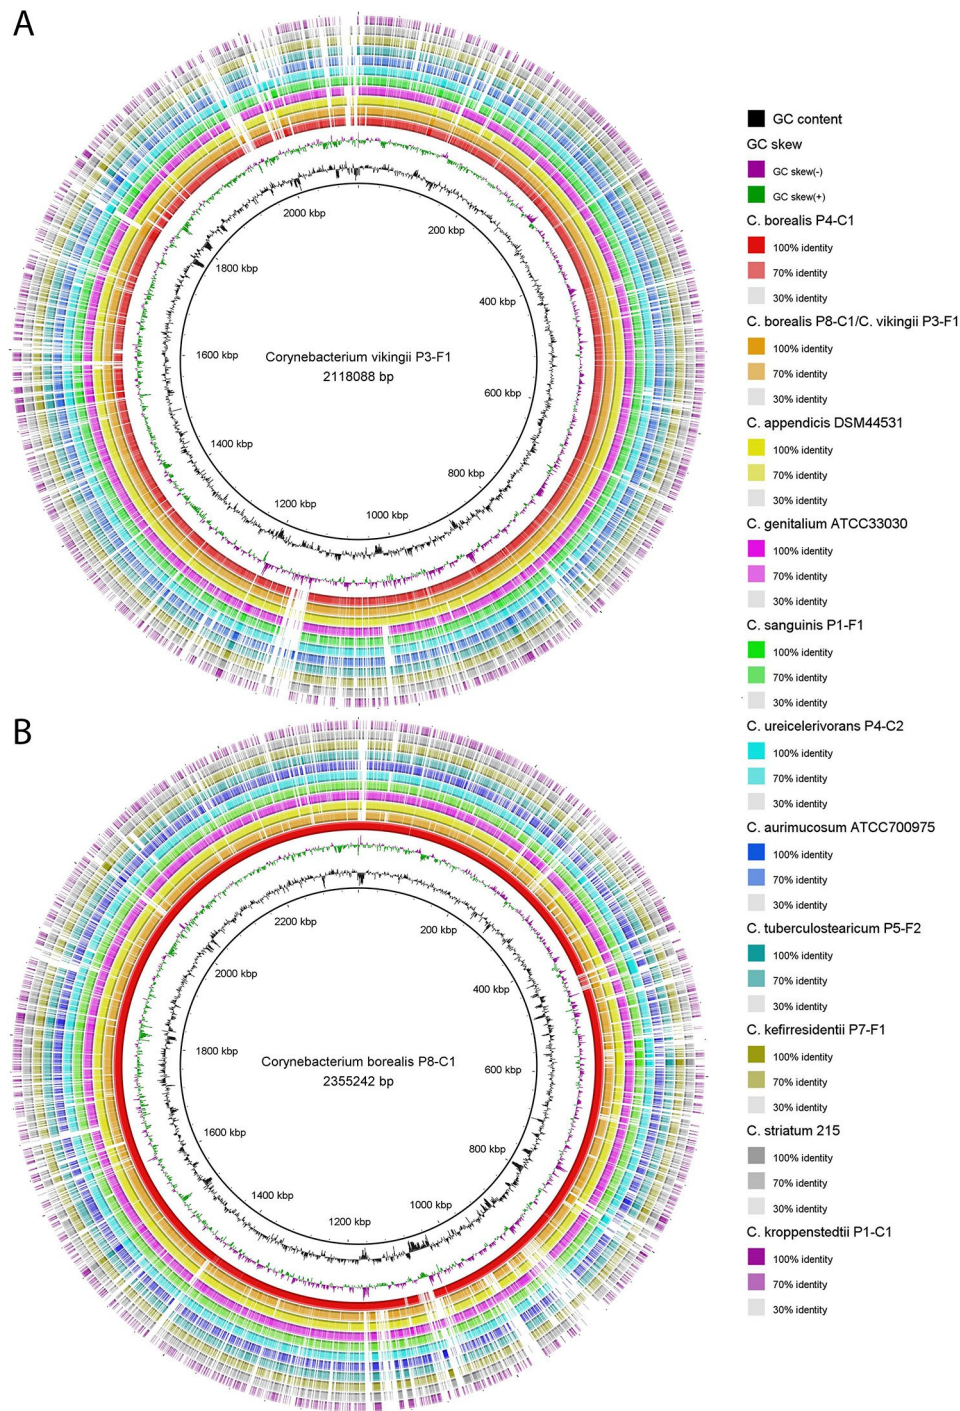 A
2000 kbp
200
1800 kbp
400 kbp
1600 kbp
Corynebacterium vikingii P3-F1
2118088 bp
600 kbp
1400 kbp
800 kbp
1200 kbp
1000 kbp
B
2200 kbp
200
2000 kbp
400 kbp
1800 kbp
Corynebacterium borealis P8-C1
2355242 bp
600 kbp
1600 kbp
800 kbp
1400 kbp
1000 kbp
1200 kbp
GC content
GC skew
GC skew(-)
GC skew(+)
C. borealis P4-C1
100% identity
70% identity
30% identity
C. borealis P8-C1/C. vikingii P3-F1
100% identity
70% identity
30% identity
C. appendicis DSM44531
100% identity
70% identity
30% identity
C. genitalium ATCC33030
100% identity
70% identity
30% identity
C. sanguinis P1-F1
100% identity
70% identity
30% identity
C. ureicelerivorans P4-C2
100% identity
70% identity
30% identity
C. aurimucosum ATCC700975
100% identity
70% identity
30% identity
C. tuberculostearicum P5-F2
100% identity
70% identity
30% identity
C. kefirresidentii P7-F1
100% identity
70% identity
30% identity
C. striatum 215
100% identity
70% identity
30% identity
C. kroppenstedtii P1-C1
100% identity
70% identity
30% identity